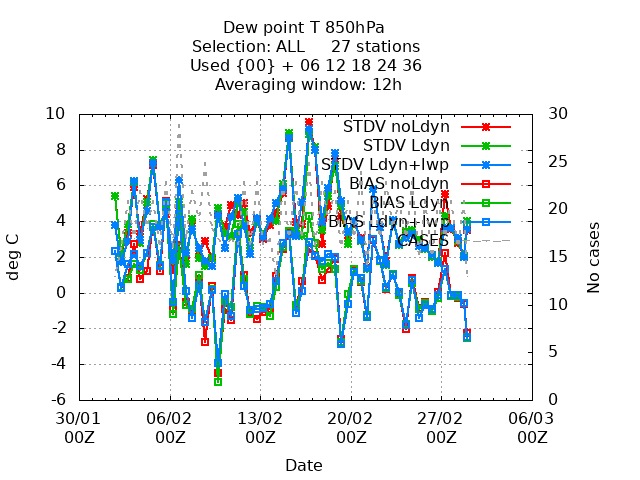 Dew point T 850hPa
Selection: ALL     27 stations
Used {00} + 06 12 18 24 36
Averaging window: 12h
10 30
STDV noLdyn
STDV Ldyn
STDV Ldyn+lwp
BIAS noLdyn
BIAS Ldyn
BIAS Ldyn+lwp
CASES
8 25
6 20
4
2 15
0 10
-2
-4 5
-6 0
deg C
No cases
30/01 06/02 13/02 20/02 27/02 06/03
00Z 00Z 00Z 00Z 00Z 00Z
Date